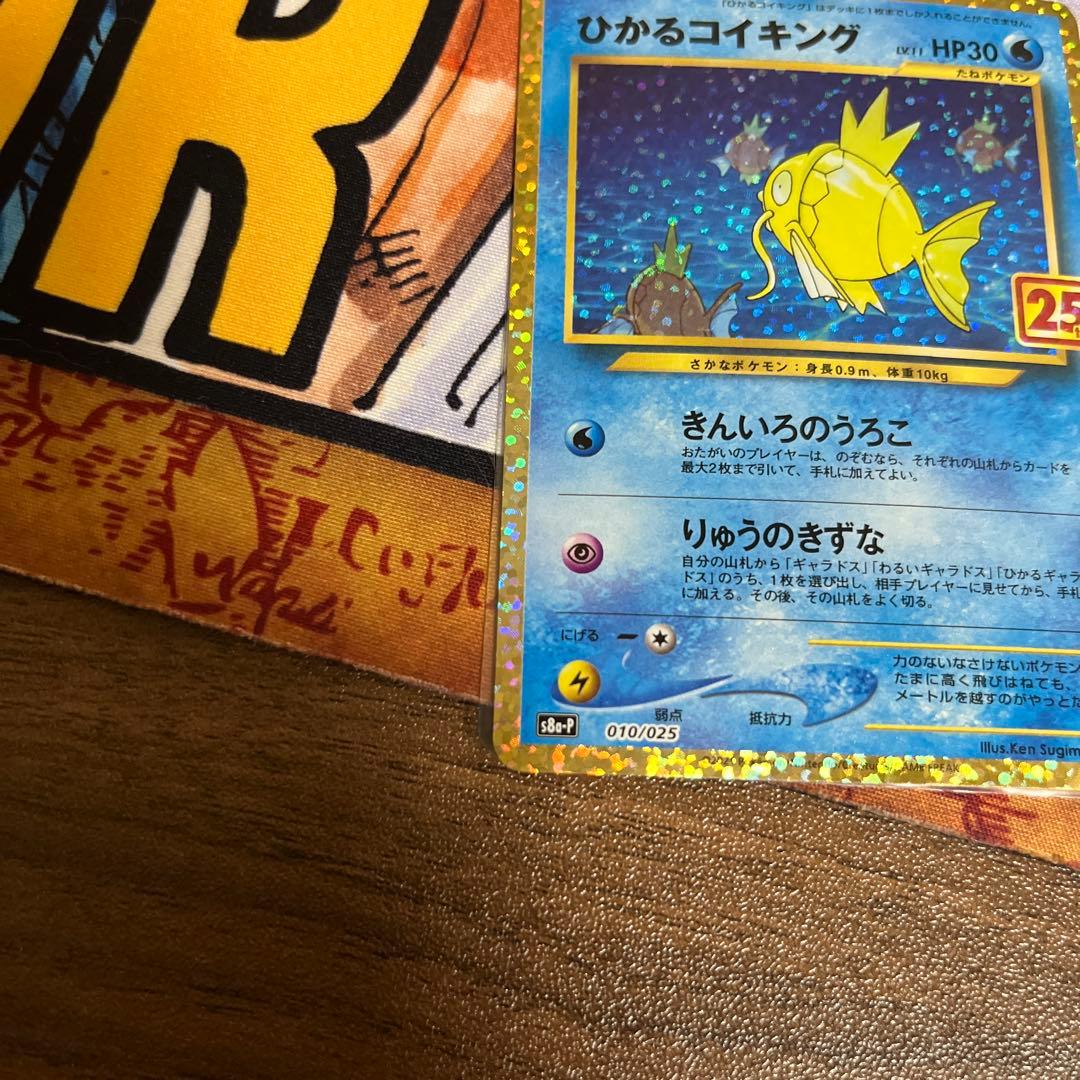 R
「ひかるコイキング」はデッキに1枚までしか入れることができません。
ひかるコイキング LV.11 HP30
たねポケモン
25
さかなポケモン：身長0.9m、体重10kg
きんいろのうろこ
おたがいのプレイヤーは、のぞむなら、それぞれの山札からカードを
最大2枚まで引いて、手札に加えてよい。
りゅうのきずな
自分の山札から「ギャラドス」「わるいギャラドス」「ひかるギャラ
ドス」のうち、1枚を選び出し、相手プレイヤーに見せてから、手札
に加える。その後、その山札をよく切る。
にげる
力のないなさけないポケモン
たまに高く飛びはねても、
メートルを越すのがやっとだ
弱点 抵抗力
s8a-P 010/025
Illus.Ken Sugim
GAME FREAK